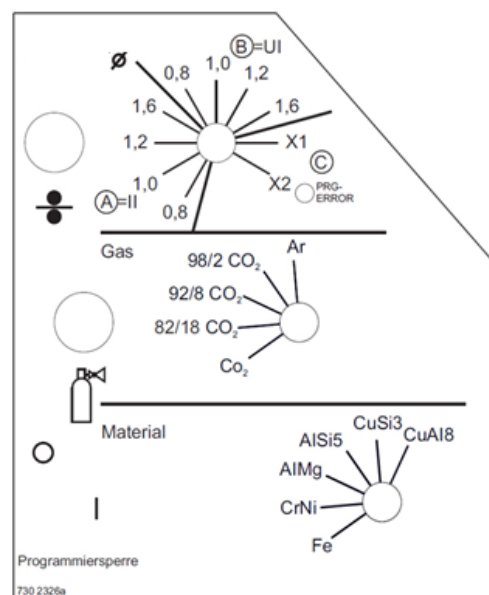 Ø
0,8
1,0
B=UI
1,2
1,6
1,6
1,2
X1
1,0
X2
C
PRG-
ERROR
A=II
0,8
Gas
Ar
98/2 CO₂
92/8 CO₂
82/18 CO₂
Co₂
Material
CuSi3
CuAl8
AlSi5
AlMg
CrNi
Fe
Programmiersperre
730 2326a